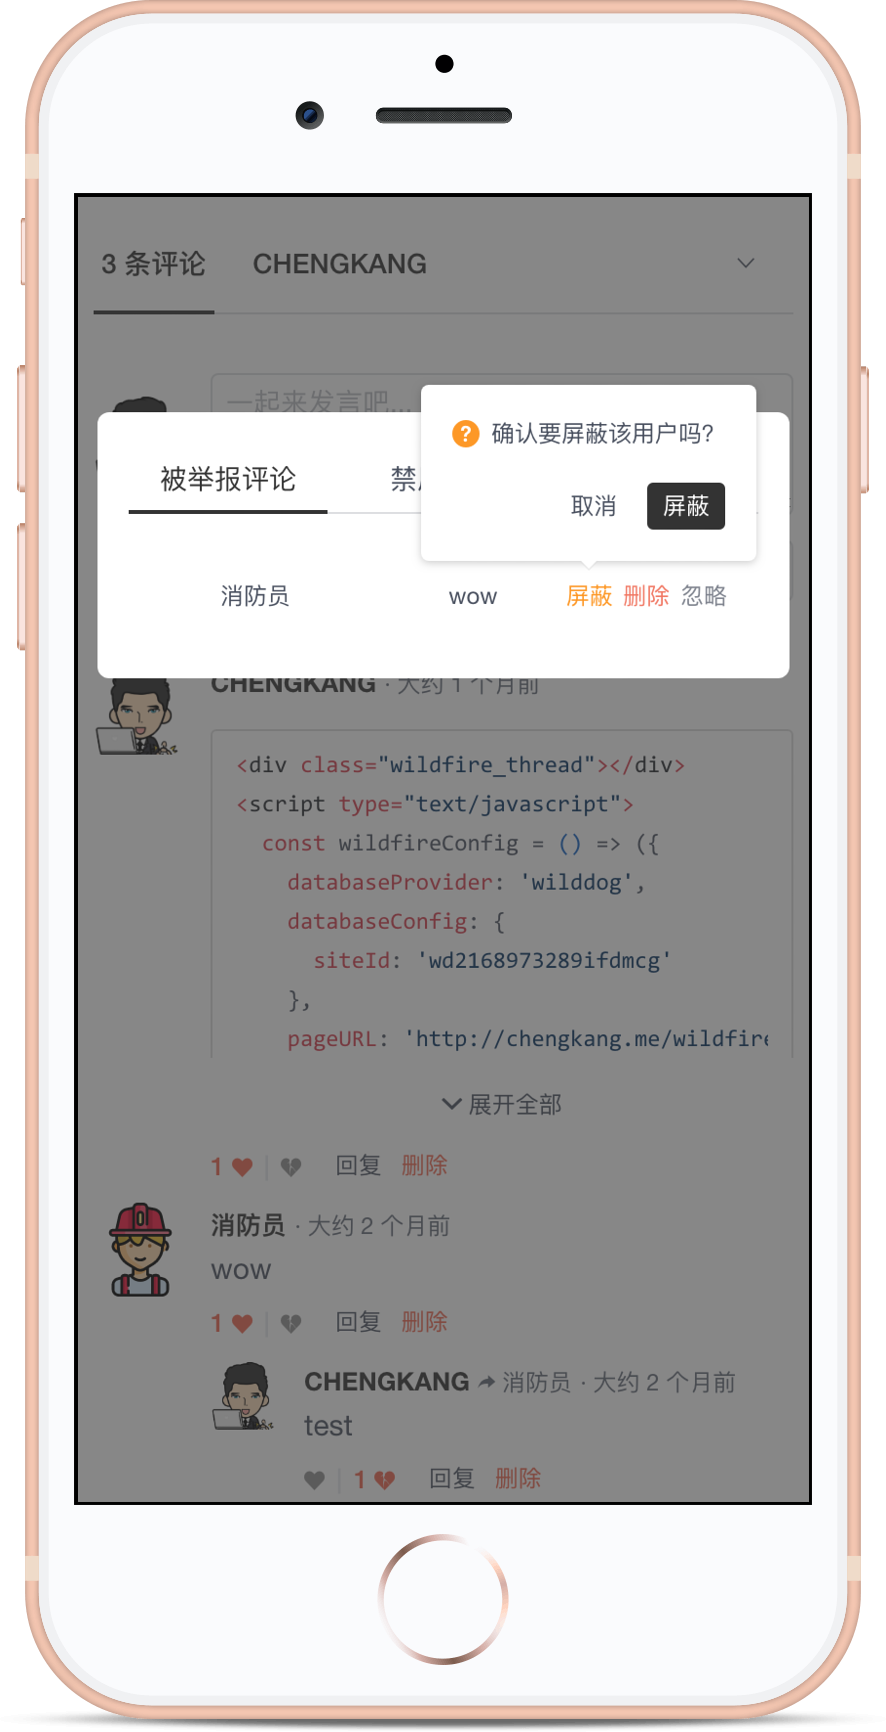 3 条评论 CHENGKANG
一起来发言吧...
确认要屏蔽该用户吗?
取消 屏蔽
被举报评论 禁
消防员 wow 屏蔽 删除 忽略
CHENGKANG · 大约 1 个月前
<div class="wildfire_thread"></div>
<script type="text/javascript">
const wildfireConfig = () => ({
databaseProvider: 'wilddog',
databaseConfig: {
siteId: 'wd2168973289ifdmcg'
},
pageURL: 'http://chengkang.me/wildfire
展开全部
1 回复 删除
消防员 · 大约 2 个月前
wow
1 回复 删除
CHENGKANG 消防员 · 大约 2 个月前
test
1 回复 删除